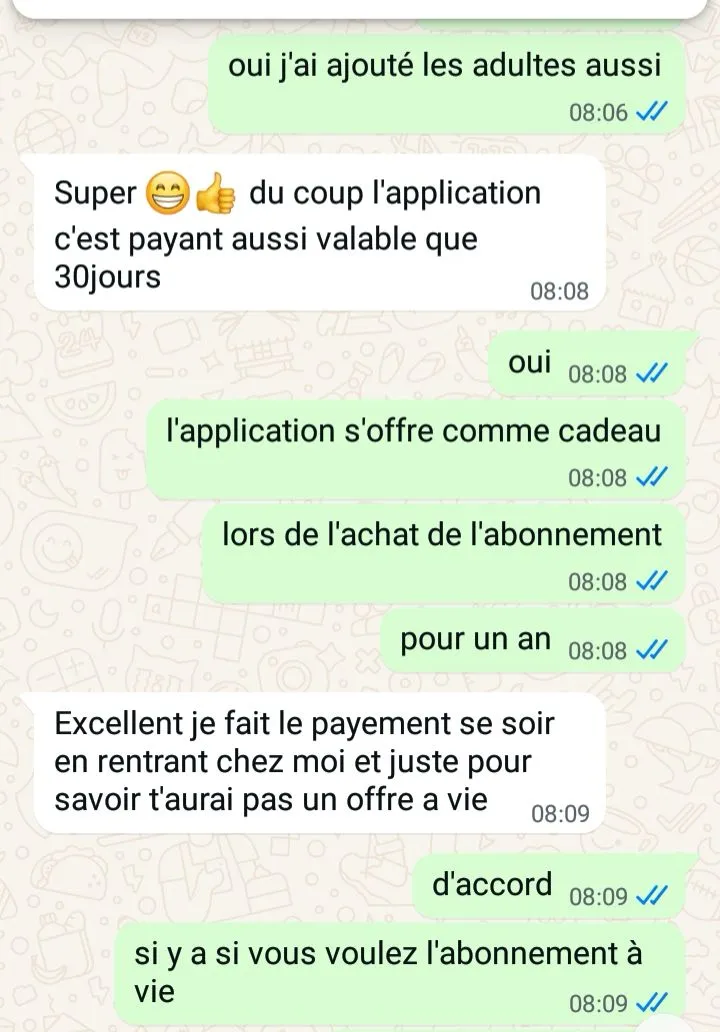 oui j'ai ajouté les adultes aussi
08:06
Super 😁👍 du coup l'application
c'est payant aussi valable que
30jours
08:08
oui 08:08
l'application s'offre comme cadeau
08:08
lors de l'achat de l'abonnement
08:08
pour un an 08:08
Excellent je fait le payement se soir
en rentrant chez moi et juste pour
savoir t'aurai pas un offre a vie
08:09
d'accord 08:09
si y a si vous voulez l'abonnement à
vie
08:09